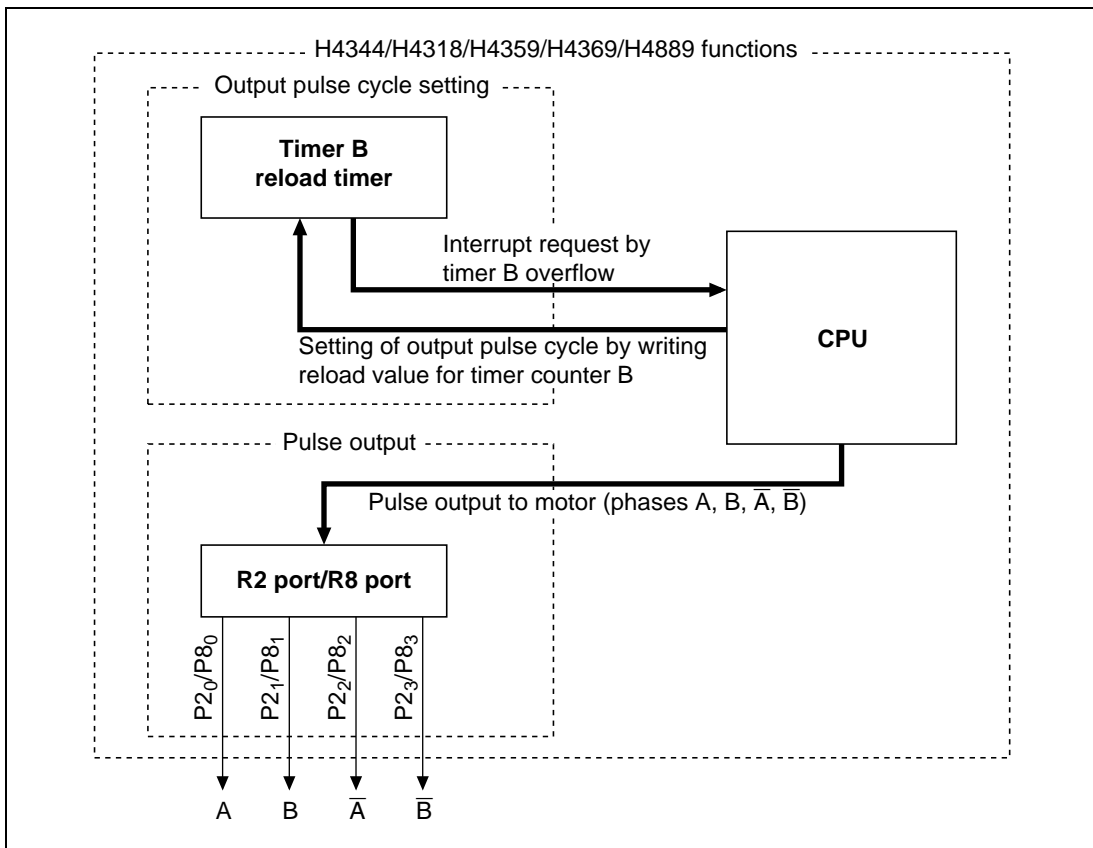 H4344/H4318/H4359/H4369/H4889 functions
Output pulse cycle setting
Timer B
reload timer
Interrupt request by
timer B overflow
CPU
Setting of output pulse cycle by writing
reload value for timer counter B
Pulse output
Pulse output to motor (phases A, B, A̅, B̅)
R2 port/R8 port
P2₀/P8₀
P2₁/P8₁
P2₂/P8₂
P2₃/P8₃
A
B
A̅
B̅